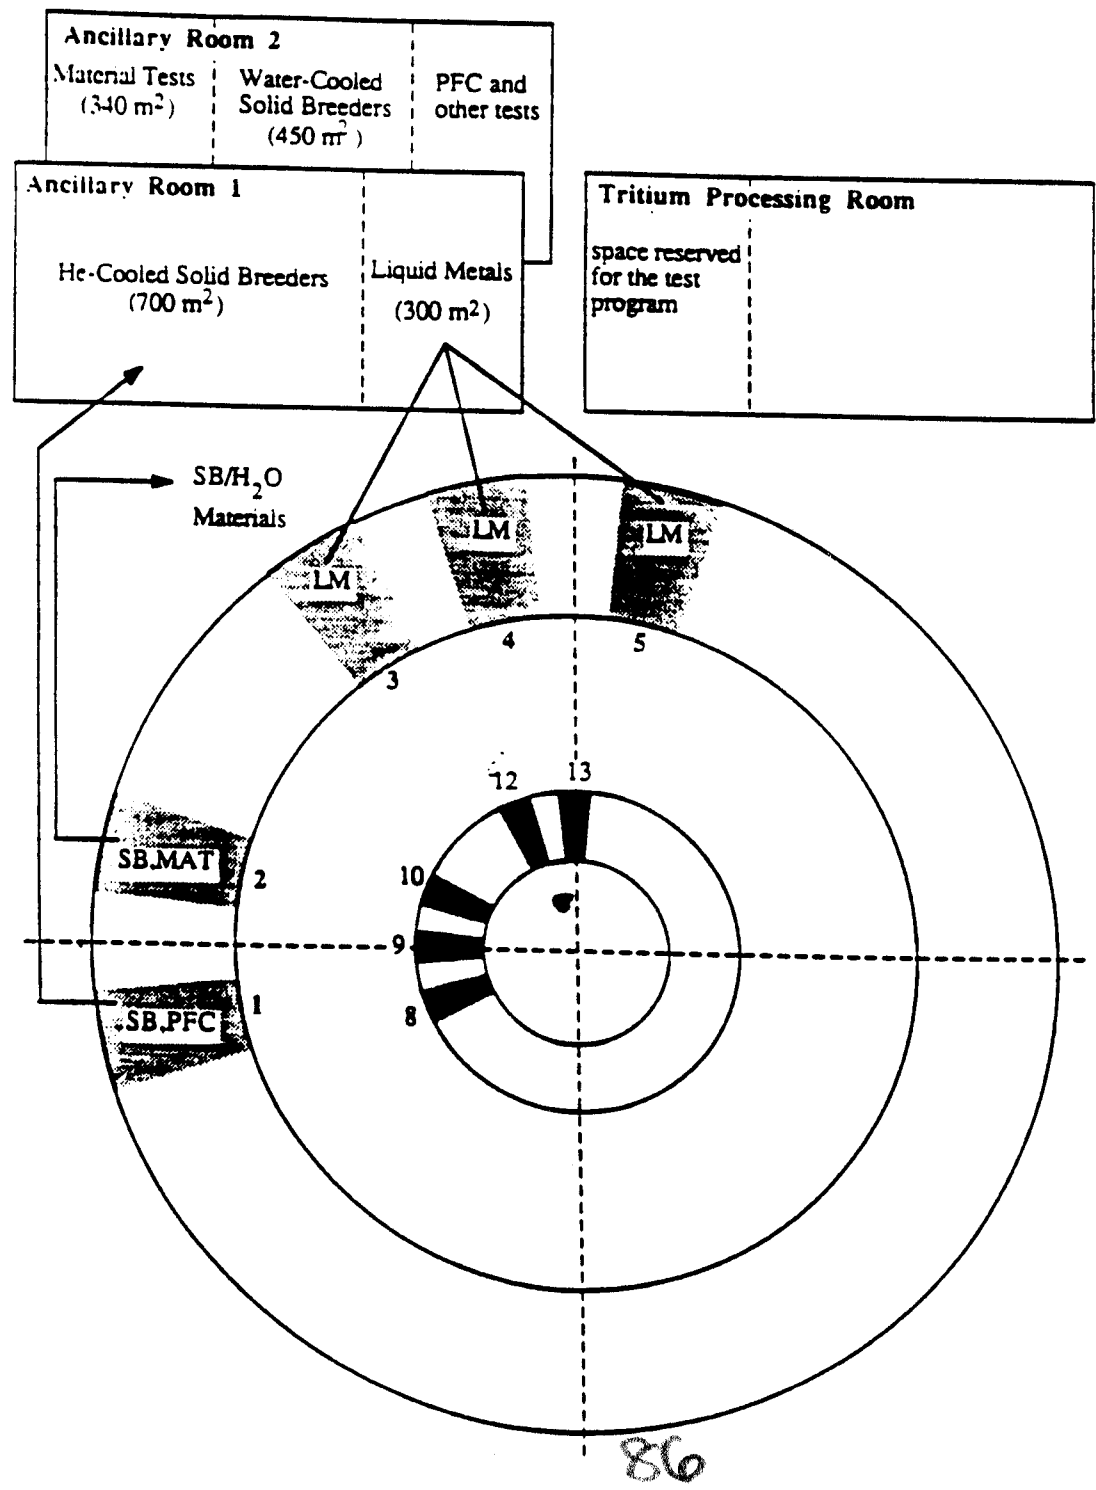 Ancillary Room 2
Material Tests
(340 m2)
Water-Cooled
Solid Breeders
(450 m2)
PFC and
other tests
Ancillary Room 1
He-Cooled Solid Breeders
(700 m2)
Liquid Metals
(300 m2)
Tritium Processing Room
space reserved
for the test
program
SB/H2O
Materials
LM
LM
LM
3
4
5
SB,MAT
2
SB,PFC
1
12
13
10
9
8
86